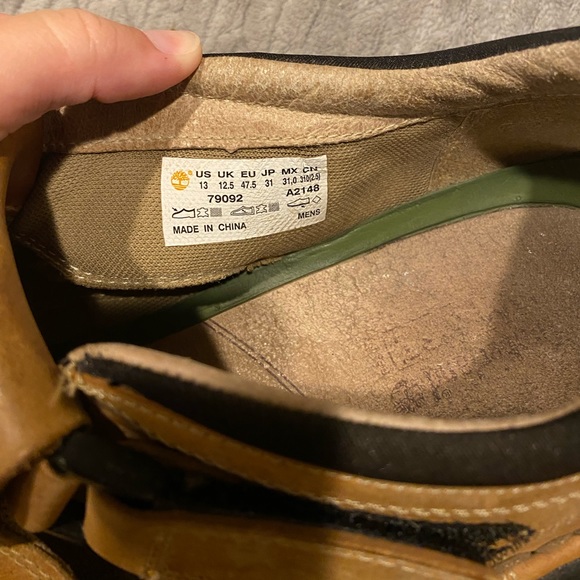 US UK EU JP MX CN
13 12.5 47.5 31 31,0 310(2.5)
79092 A2148
MENS
MADE IN CHINA